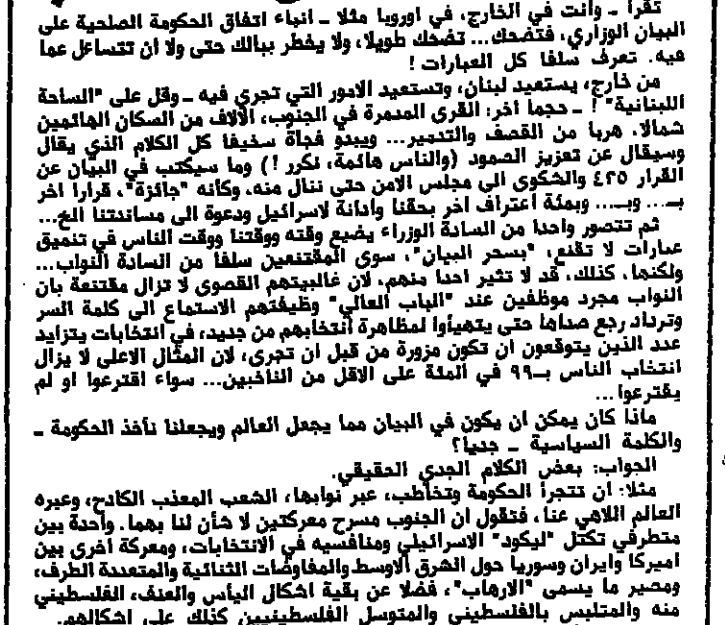 تقرأ ــ وانت في الخارج، في اوروبا مثلا ــ انباء اتفاق الحكومة الصلحية على
البيان الوزاري، فتضحك... تضحك طويلا، ولا يخطر ببالك حتى ولا ان تتساءل عما
فيه. تعرف سلفا كل العبارات !
من خارج، يستعيد لبنان، وتستعيد الامور التي تجري فيه ــ وقل على "الساحة
اللبنانية" ! ــ حجما اخر: القرى المدمرة في الجنوب، الآلاف من السكان الهائمين
شمالا، هربا من القصف والتدمير... ويبدو فجأة سخيفا كل الكلام الذي يقال
وسيقال عن تعزيز الصمود (والناس هائمة، نكرر !) وما سيكتب في البيان عن
القرار ٤٢٥ والشكوى الى مجلس الامن حتى ننال منه، وكأنه "جائزة"، قرارا اخر
بـ... وبـ... وبمئة اعتراف اخر بحقنا وادانة لاسرائيل ودعوة الى مساندتنا الخ...
ثم تتصور واحدا من السادة الوزراء يضيع وقته ووقتنا ووقت الناس في تنميق
عبارات لا تقنع، "بسحر البيان"، سوى المقتنعين سلفا من السادة النواب...
ولكنها، كذلك، قد لا تثير احدا منهم، لان غالبيتهم القصوى لا تزال مقتنعة بان
النواب مجرد موظفين عند "الباب العالي" وظيفتهم الاستماع الى كلمة السر
وترداد رجع صداها حتى يتهيأوا لمظاهرة انتخابهم من جديد، في انتخابات يتزايد
عدد الذين يتوقعون ان تكون مزورة من قبل ان تجرى، لان المثال الاعلى لا يزال
انتخاب الناس بــ٩٩ في المئة على الاقل من الناخبين... سواء اقترعوا او لم
يقترعوا...
ماذا كان يمكن ان يكون في البيان مما يجعل العالم ويجعلنا نأخذ الحكومة ــ
والكلمة السياسية ــ جديا؟
الجواب: بعض الكلام الجدي الحقيقي.
مثلا: ان تتجرأ الحكومة وتخاطب، عبر نوابها، الشعب المعذب الكادح، وعبره
العالم اللاهي عنا، فتقول ان الجنوب مسرح معركتين لا شأن لنا بهما. واحدة بين
متطرفي تكتل "ليكود" الاسرائيلي ومنافسيه في الانتخابات، ومعركة اخرى بين
اميركا وايران وسوريا حول الشرق الاوسط والمفاوضات الثنائية والمتعددة الطرف،
ومصير ما يسمى "الارهاب"، فضلا عن بقية اشكال اليأس والعنف، الفلسطيني
منه والمتلبس بالفلسطيني والمتوسل الفلسطينيين كذلك على اشكالهم.